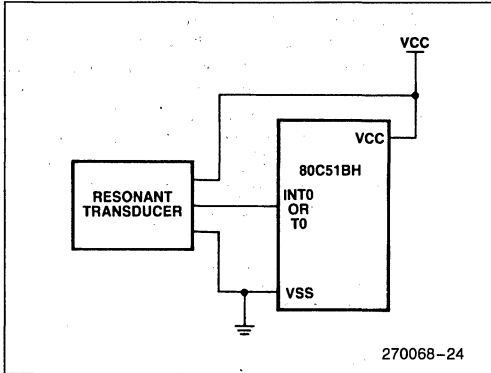 VCC
VCC
80C51BH
RESONANT
TRANSDUCER
INT0
OR
T0
VSS
270068-24